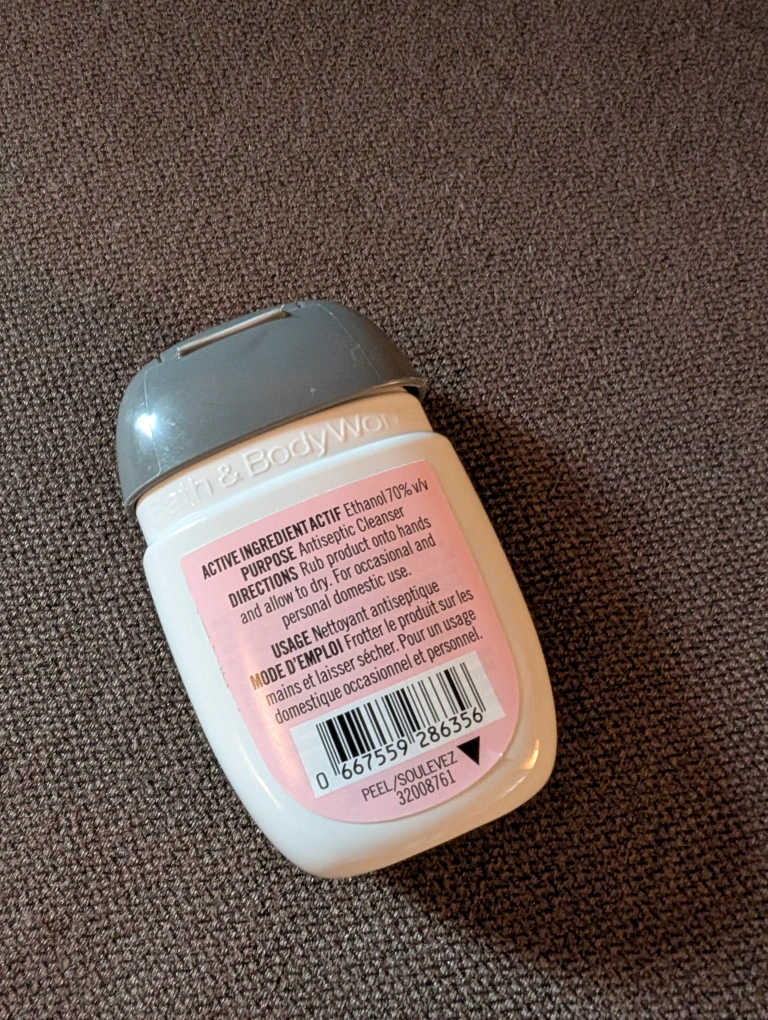 Bath & Body Wor
ACTIVE INGREDIENT ACTIF Ethanol 70% v/v
PURPOSE Antiseptic Cleanser
DIRECTIONS Rub product onto hands
and allow to dry. For occasional and
personal domestic use.
USAGE Nettoyant antiseptique
MODE D'EMPLOI Frotter le produit sur les
mains et laisser sécher. Pour un usage
domestique occasionnel et personnel.
0 667559 286356
PEEL/SOULEVEZ
32008761